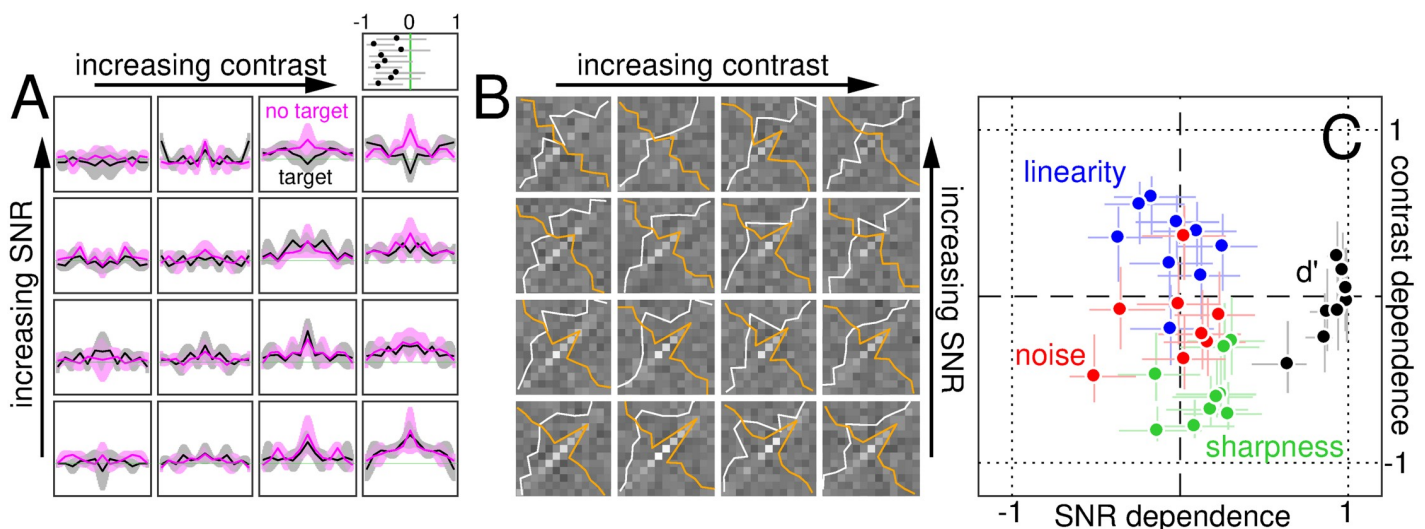 -1 0 1
increasing contrast
A
increasing SNR
no target
target
increasing contrast
B
increasing SNR
C
linearity
noise
d'
sharpness
1
contrast dependence
-1
-1 SNR dependence 1